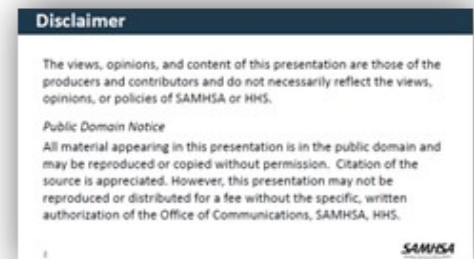 Disclaimer
The views, opinions, and content of this presentation are those of the
producers and contributors and do not necessarily reflect the views,
opinions, or policies of SAMHSA or HHS.
Public Domain Notice
All material appearing in this presentation is in the public domain and
may be reproduced or copied without permission. Citation of the
source is appreciated. However, this presentation may not be
reproduced or distributed for a fee without the specific, written
authorization of the Office of Communications, SAMHSA, HHS.
SAMHSA